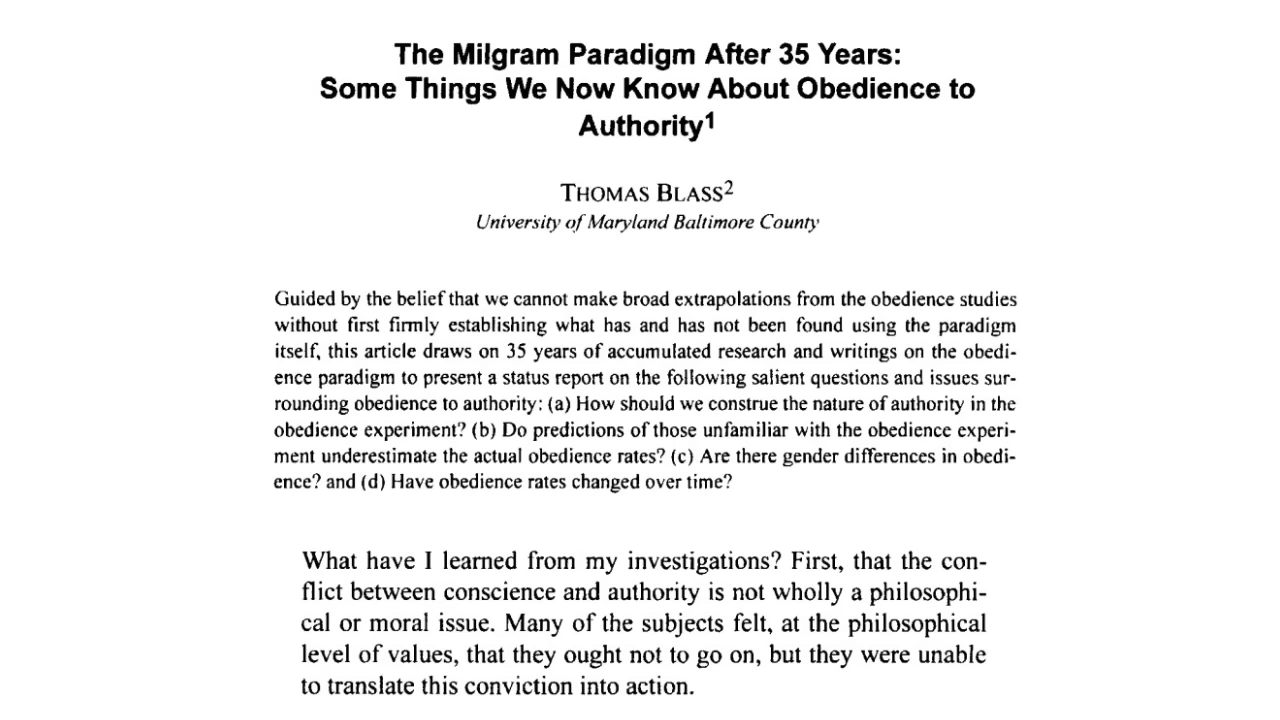 The Milgram Paradigm After 35 Years:
Some Things We Now Know About Obedience to
Authority1
THOMAS BLASS2
University of Maryland Baltimore County
Guided by the belief that we cannot make broad extrapolations from the obedience studies
without first firmly establishing what has and has not been found using the paradigm
itself, this article draws on 35 years of accumulated research and writings on the obedi-
ence paradigm to present a status report on the following salient questions and issues sur-
rounding obedience to authority: (a) How should we construe the nature of authority in the
obedience experiment? (b) Do predictions of those unfamiliar with the obedience experi-
ment underestimate the actual obedience rates? (c) Are there gender differences in obedi-
ence? and (d) Have obedience rates changed over time?
What have I learned from my investigations? First, that the con-
flict between conscience and authority is not wholly a philosophi-
cal or moral issue. Many of the subjects felt, at the philosophical
level of values, that they ought not to go on, but they were unable
to translate this conviction into action.